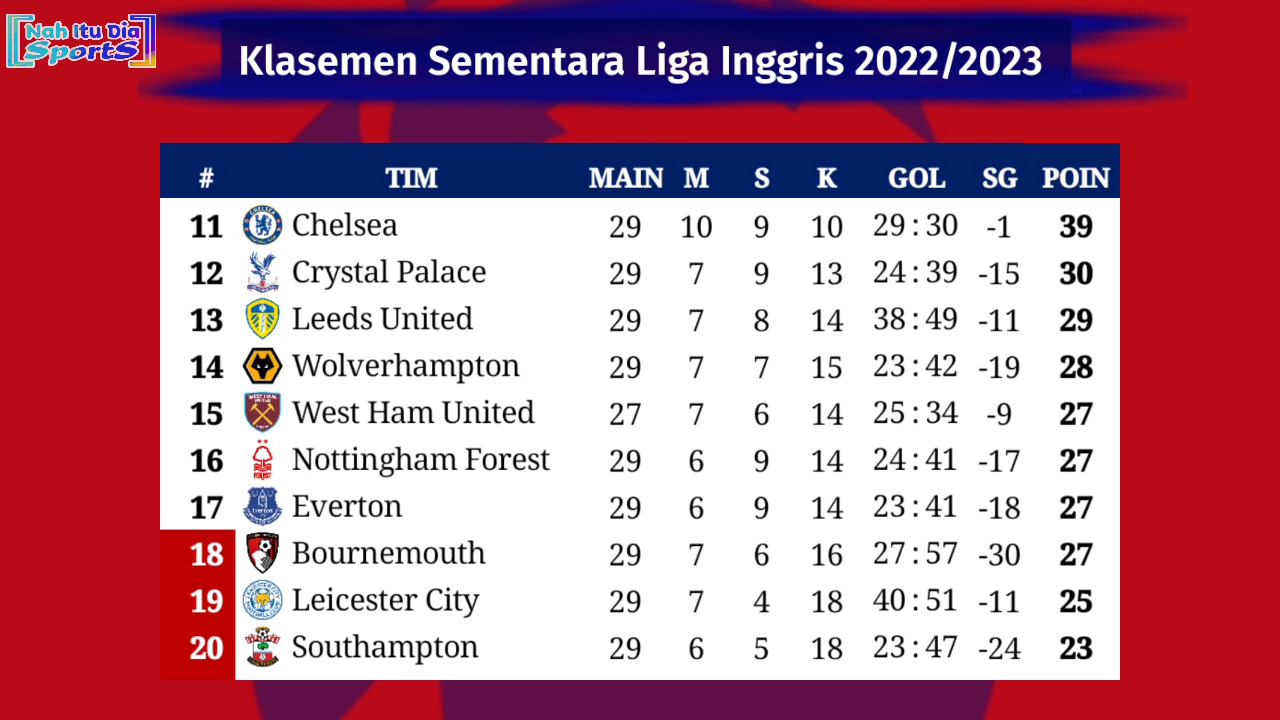 Nah Itu Dia
Sports
Klasemen Sementara Liga Inggris 2022/2023
# TIM MAIN M S K GOL SG POIN
11 Chelsea 29 10 9 10 29:30 -1 39
12 Crystal Palace 29 7 9 13 24:39 -15 30
13 Leeds United 29 7 8 14 38:49 -11 29
14 Wolverhampton 29 7 7 15 23:42 -19 28
15 West Ham United 27 7 6 14 25:34 -9 27
16 Nottingham Forest 29 6 9 14 24:41 -17 27
17 Everton 29 6 9 14 23:41 -18 27
18 Bournemouth 29 7 6 16 27:57 -30 27
19 Leicester City 29 7 4 18 40:51 -11 25
20 Southampton 29 6 5 18 23:47 -24 23